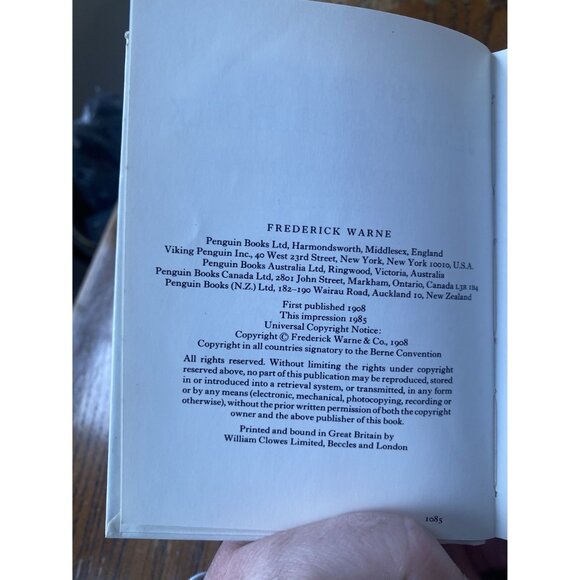 FREDERICK WARNE
Penguin Books Ltd, Harmondsworth, Middlesex, England
Viking Penguin Inc., 40 West 23rd Street, New York, New York 10010, U.S.A.
Penguin Books Australia Ltd, Ringwood, Victoria, Australia
Penguin Books Canada Ltd, 2801 John Street, Markham, Ontario, Canada L3R 1B4
Penguin Books (N.Z.) Ltd, 182–190 Wairau Road, Auckland 10, New Zealand
First published 1908
This impression 1985
Universal Copyright Notice:
Copyright © Frederick Warne & Co., 1908
Copyright in all countries signatory to the Berne Convention
All rights reserved. Without limiting the rights under copyright
reserved above, no part of this publication may be reproduced, stored
in or introduced into a retrieval system, or transmitted, in any form
or by any means (electronic, mechanical, photocopying, recording or
otherwise), without the prior written permission of both the copyright
owner and the above publisher of this book.
Printed and bound in Great Britain by
William Clowes Limited, Beccles and London
1085